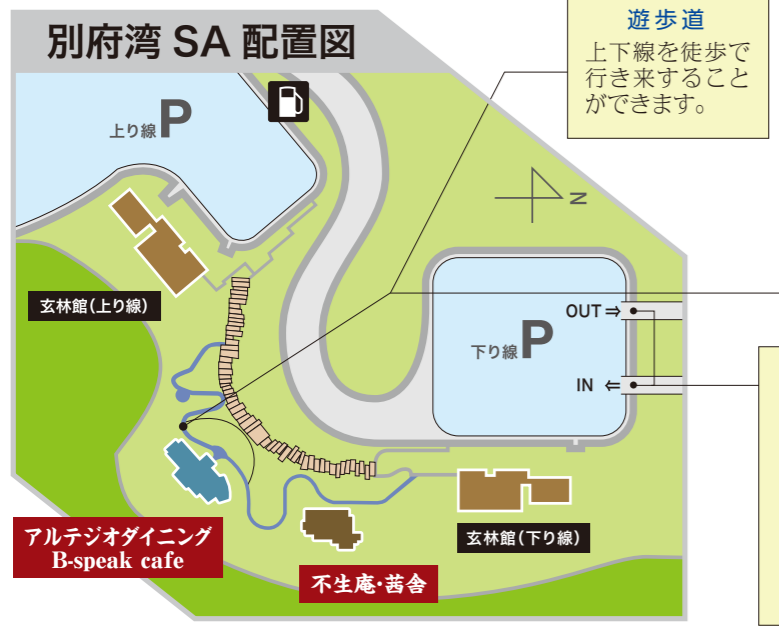 別府湾 SA 配置図
遊歩道
上下線を徒歩で
行き来すること
ができます。
上り線 P
N
玄林館(上り線)
OUT ⇒
下り線 P
IN ⇐
アルテジオダイニング
B-speak cafe
不生庵・茜舎
玄林館(下り線)